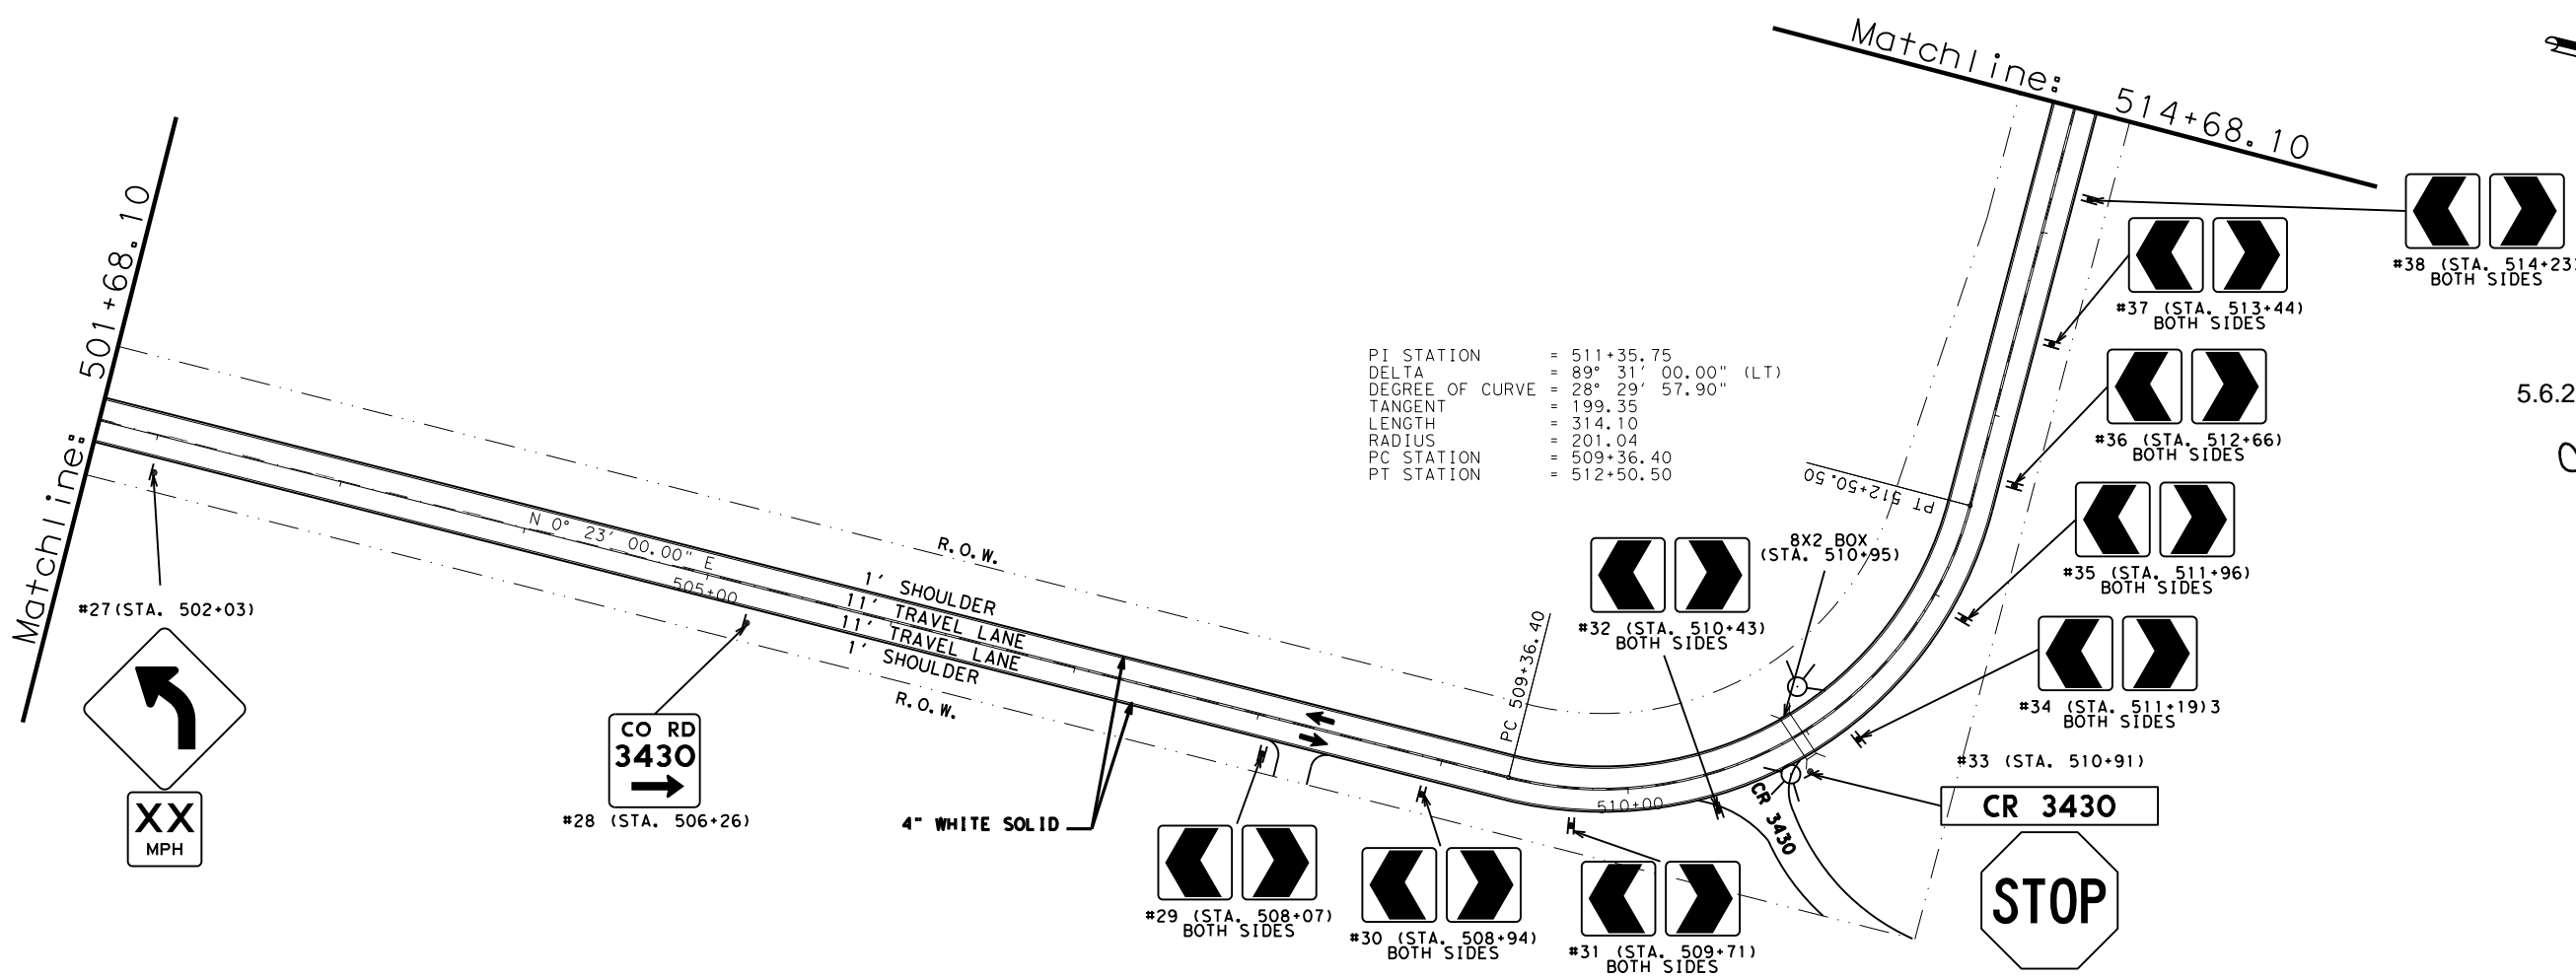 Matchline: 501+68.10
Matchline: 514+68.10
#27(STA. 502+03)
XX
MPH
N 0° 23' 00.00" E
505+00
CO RD
3430
#28 (STA. 506+26)
R.O.W.
1' SHOULDER
11' TRAVEL LANE
11' TRAVEL LANE
1' SHOULDER
R.O.W.
4" WHITE SOLID
PI STATION = 511+35.75
DELTA = 89° 31' 00.00" (LT)
DEGREE OF CURVE = 28° 29' 57.90"
TANGENT = 199.35
LENGTH = 314.10
RADIUS = 201.04
PC STATION = 509+36.40
PT STATION = 512+50.50
PC 509+36.40
PT 512+50.50
510+00
#29 (STA. 508+07)
BOTH SIDES
#30 (STA. 508+94)
BOTH SIDES
#31 (STA. 509+71)
BOTH SIDES
#32 (STA. 510+43)
BOTH SIDES
8X2 BOX
(STA. 510+95)
CR 3430
#33 (STA. 510+91)
CR 3430
STOP
#34 (STA. 511+19)3
BOTH SIDES
#35 (STA. 511+96)
BOTH SIDES
#36 (STA. 512+66)
BOTH SIDES
#37 (STA. 513+44)
BOTH SIDES
#38 (STA. 514+23)
BOTH SIDES
5.6.2